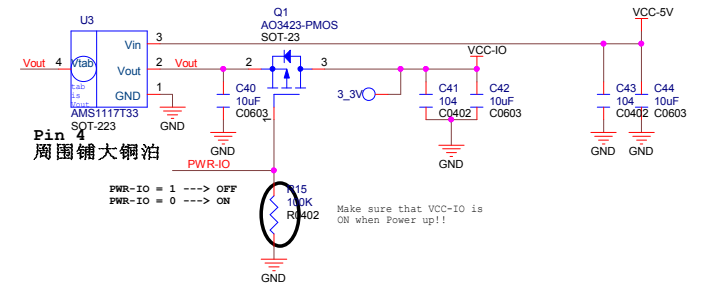 U3
Vin
3
Vout
4
Vtab
Vout
2
Vout
tab
is
Vout
GND
1
AMS1117T33
SOT-223
GND
Pin 4
周围铺大铜泊
Q1
AO3423-PMOS
SOT-23
2
3
1
C40
10uF
C0603
GND
PWR-IO
PWR-IO = 1 ---> OFF
PWR-IO = 0 ---> ON
R15
100K
R0402
GND
Make sure that VCC-IO is
ON when Power up!!
3_3V
VCC-IO
C41
104
C0402
C42
10uF
C0603
GND
VCC-5V
C43
104
C0402
C44
10uF
C0603
GND
GND